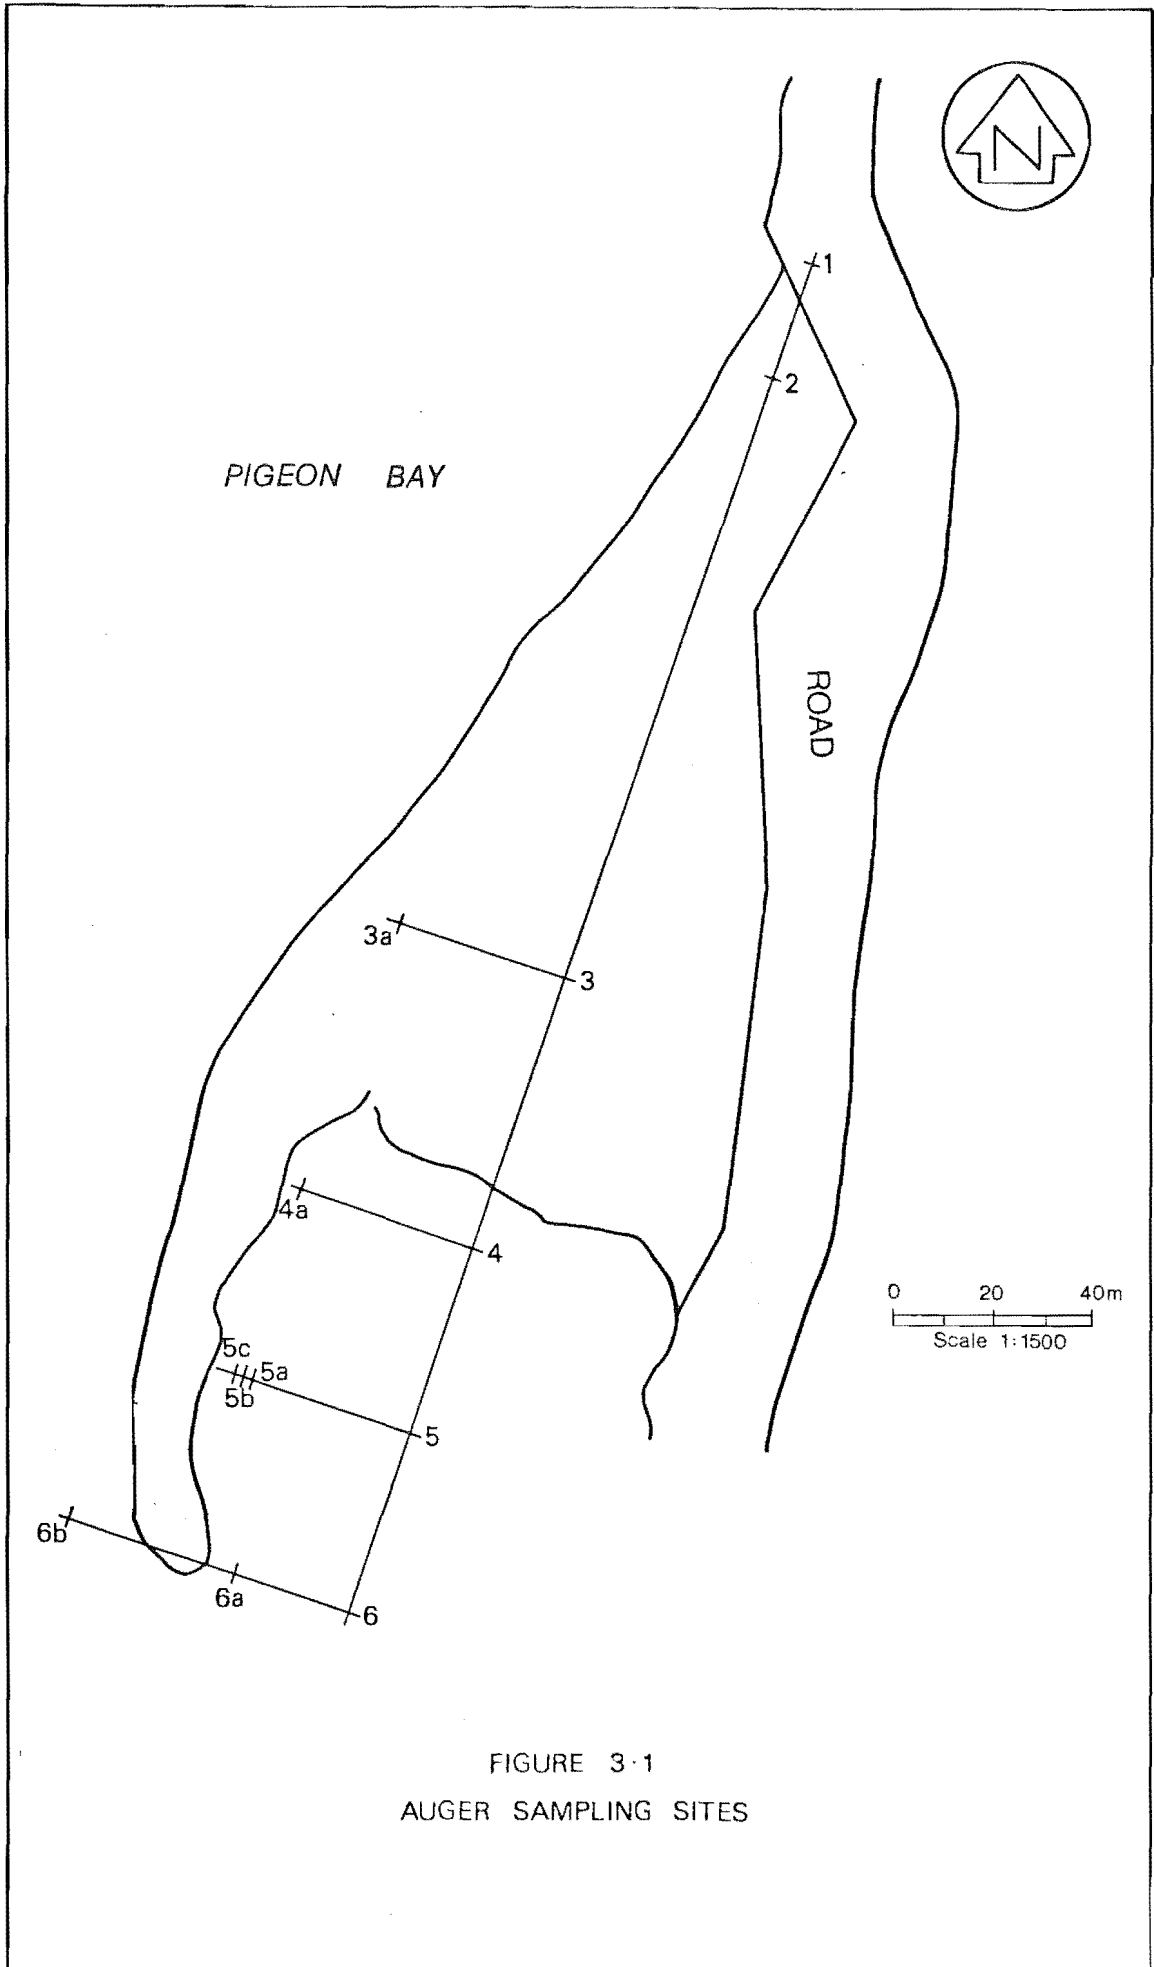 N
1
2
PIGEON BAY
ROAD
3a
3
4a
4
0 20 40m
Scale 1:1500
5c
5a
5b
5
6b
6a
6
FIGURE 3·1
AUGER SAMPLING SITES